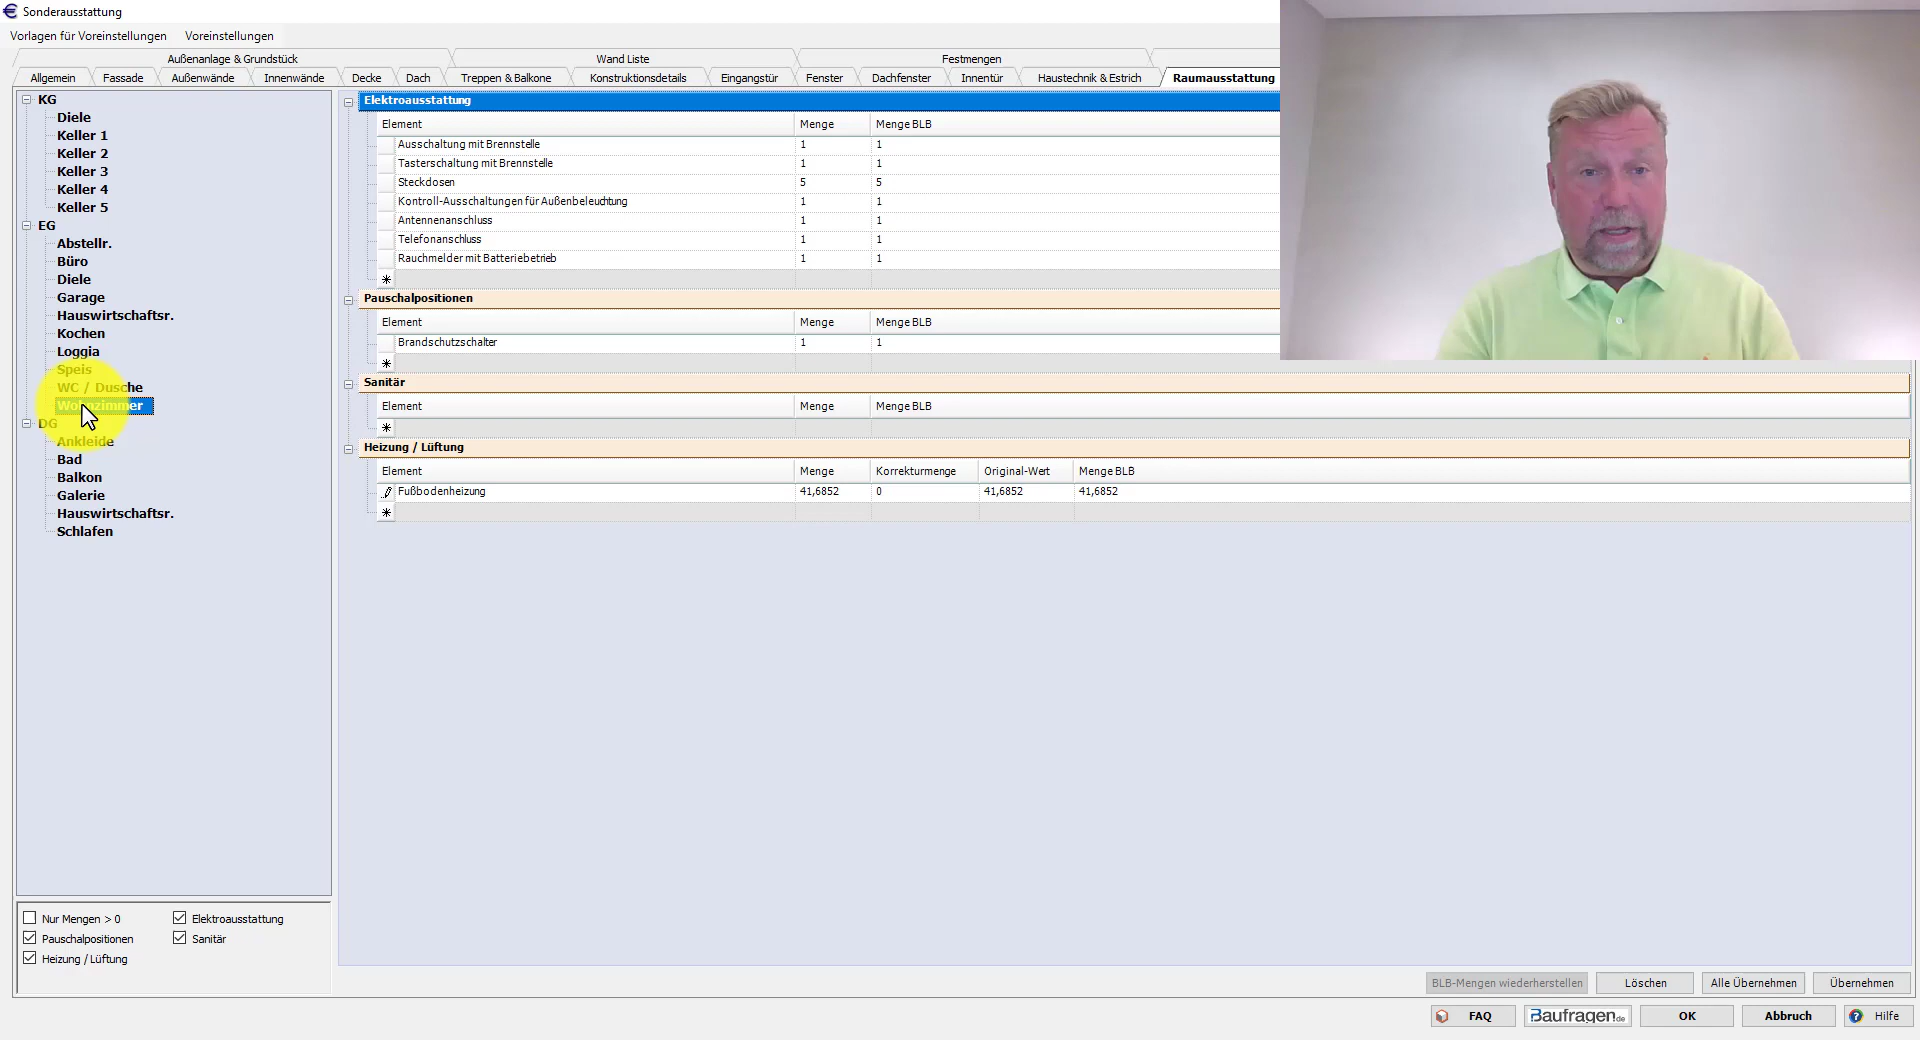 Sonderausstattung
Vorlagen für Voreinstellungen Voreinstellungen
Außenanlage & Grundstück Wand Liste Festmengen
Allgemein Fassade Außenwände Innenwände Decke Dach Treppen & Balkone Konstruktionsdetails Eingangstür Fenster Dachfenster Innentür Haustechnik & Estrich Raumausstattung
KG
Diele
Keller 1
Keller 2
Keller 3
Keller 4
Keller 5
EG
Abstellr.
Büro
Diele
Garage
Hauswirtschaftsr.
Kochen
Loggia
Speis
WC / Dusche
Wohnzimmer
DG
Ankleide
Bad
Balkon
Galerie
Hauswirtschaftsr.
Schlafen
Nur Mengen > 0 Elektroausstattung
Pauschalpositionen Sanitär
Heizung / Lüftung
Elektroausstattung
Element Menge Menge BLB
Ausschaltung mit Brennstelle 1 1
Tasterschaltung mit Brennstelle 1 1
Steckdosen 5 5
Kontroll-Ausschaltungen für Außenbeleuchtung 1 1
Antennenanschluss 1 1
Telefonanschluss 1 1
Rauchmelder mit Batteriebetrieb 1 1
Pauschalpositionen
Element Menge Menge BLB
Brandschutzschalter 1 1
Sanitär
Element Menge Menge BLB
Heizung / Lüftung
Element Menge Korrekturmenge Original-Wert Menge BLB
Fußbodenheizung 41,6852 0 41,6852 41,6852
BLB-Mengen wiederherstellen Löschen Alle Übernehmen Übernehmen
FAQ Baufragen.de OK Abbruch Hilfe